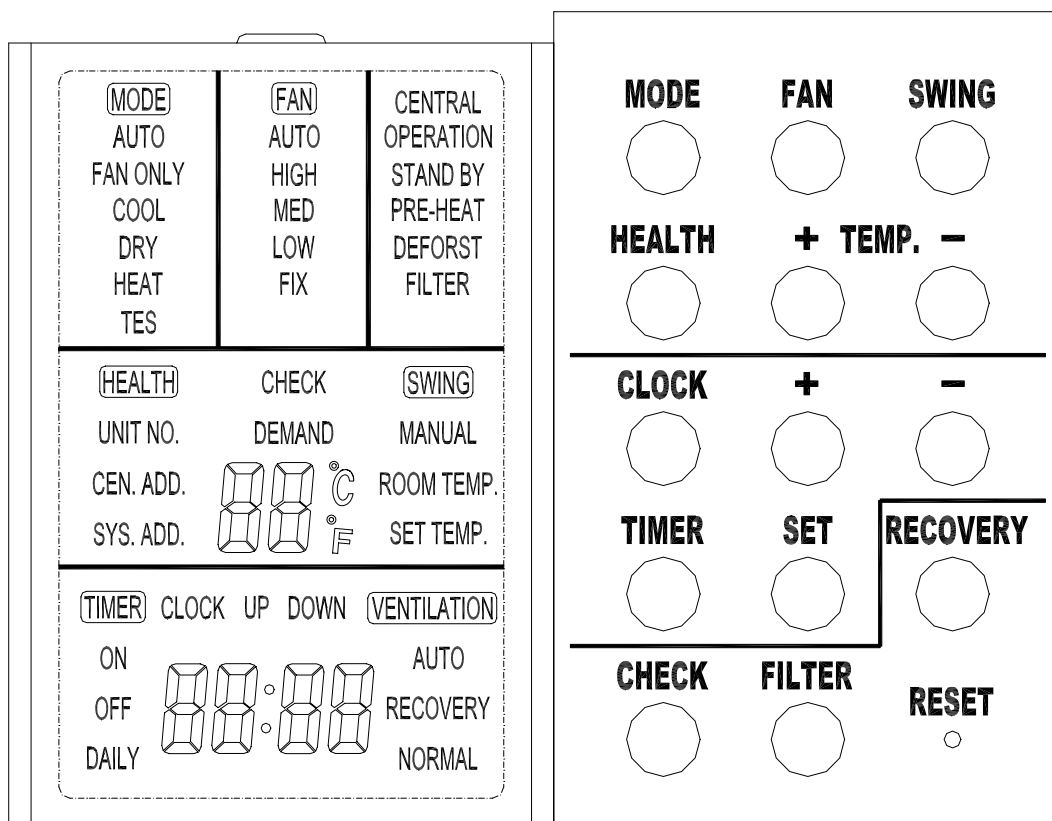 MODE FAN CENTRAL
AUTO AUTO OPERATION
FAN ONLY HIGH STAND BY
COOL MED PRE-HEAT
DRY LOW DEFORST
HEAT FIX FILTER
TES
HEALTH CHECK SWING
UNIT NO. DEMAND MANUAL
CEN. ADD. 88 °C ROOM TEMP.
SYS. ADD. °F SET TEMP.
TIMER CLOCK UP DOWN VENTILATION
ON AUTO
OFF 88:88 RECOVERY
DAILY NORMAL
MODE FAN SWING
HEALTH + TEMP. −
CLOCK + −
TIMER SET RECOVERY
CHECK FILTER RESET